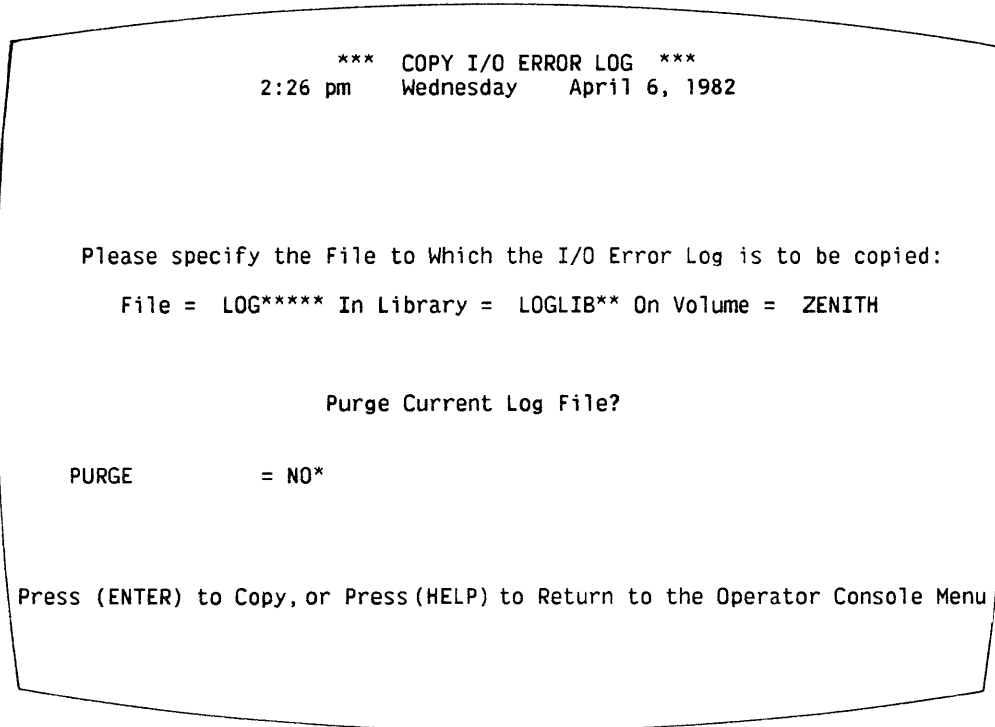 *** COPY I/O ERROR LOG ***
2:26 pm Wednesday April 6, 1982
Please specify the File to Which the I/O Error Log is to be copied:
File = LOG***** In Library = LOGLIB** On Volume = ZENITH
Purge Current Log File?
PURGE = NO*
Press (ENTER) to Copy, or Press (HELP) to Return to the Operator Console Menu